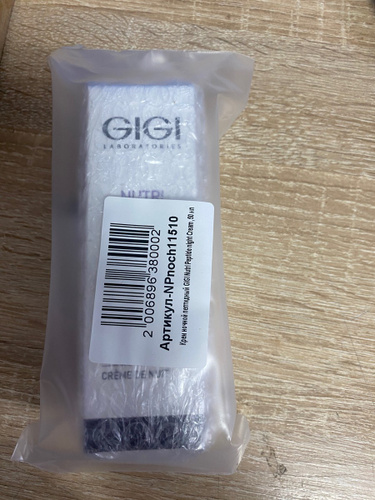 GIGI
LABORATORIES
NUTRI
2 006896 380002
Артикул-NPnoch11510
Крем ночной пептидный GIGI Nutri Peptide night Cream, 50 мл
CRÈME DE NUIT